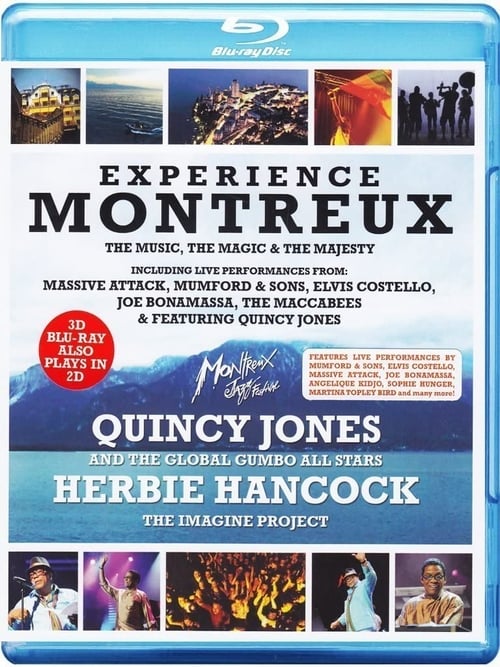 Blu-ray Disc
EXPERIENCE
MONTREUX
THE MUSIC, THE MAGIC & THE MAJESTY
INCLUDING LIVE PERFORMANCES FROM:
MASSIVE ATTACK, MUMFORD & SONS, ELVIS COSTELLO,
JOE BONAMASSA, THE MACCABEES
& FEATURING QUINCY JONES
3D
BLU-RAY
ALSO
PLAYS IN
2D
MONTREUX
JAZZ Festival
FEATURES LIVE PERFORMANCES BY
MUMFORD & SONS, ELVIS COSTELLO,
MASSIVE ATTACK, JOE BONAMASSA,
ANGELIQUE KIDJO, SOPHIE HUNGER,
MARTINA TOPLEY BIRD and many more!
QUINCY JONES
AND THE GLOBAL GUMBO ALL STARS
HERBIE HANCOCK
THE IMAGINE PROJECT